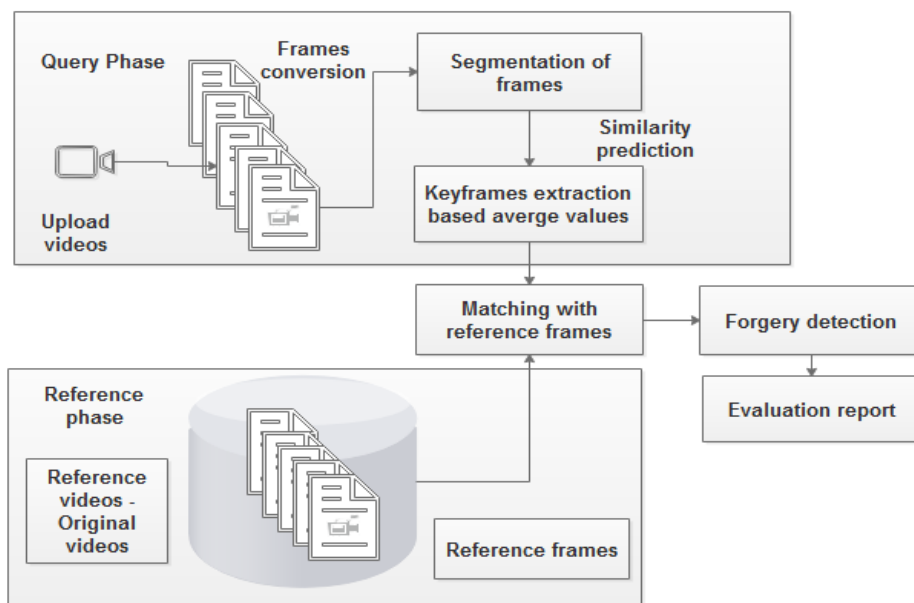 Query Phase
Frames
conversion
Segmentation of
frames
Similarity
prediction
Upload
videos
Keyframes extraction
based averge values
Matching with
reference frames
Forgery detection
Evaluation report
Reference
phase
Reference
videos -
Original
videos
Reference frames